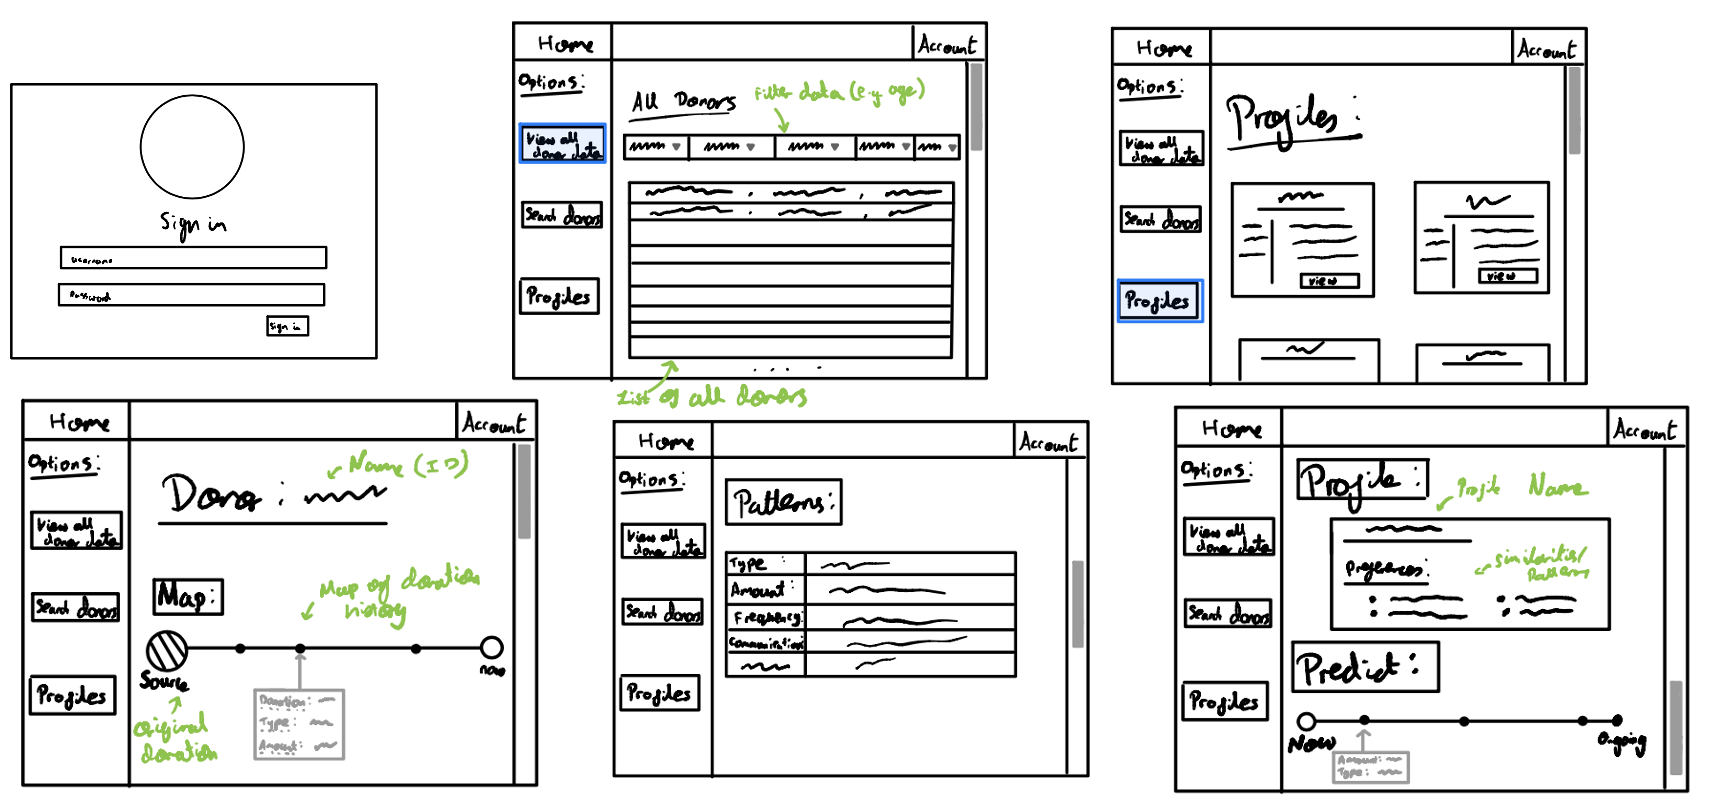 Sign in
Username
Password
Sign in
Home
Account
Options:
View all
donor data
Search donors
Profiles
All Donors
Filter data (e.g age)
List of all donors
Home
Account
Options:
View all
donor data
Search donors
Profiles
Profiles:
view
view
Home
Account
Options:
View all
donor data
Search donors
Profiles
Donor:
Name (ID)
Map:
Map of donation
history
Source
now
Original
donation
Donation:
Type:
Amount:
Home
Account
Options:
View all
donor data
Search donors
Profiles
Patterns:
Type:
Amount:
Frequency:
Communication:
Home
Account
Options:
View all
donor data
Search donors
Profiles
Profile:
Profile Name
Preferences:
Similarities/
Patterns
Predict:
Now
Ongoing
Amount:
Type: